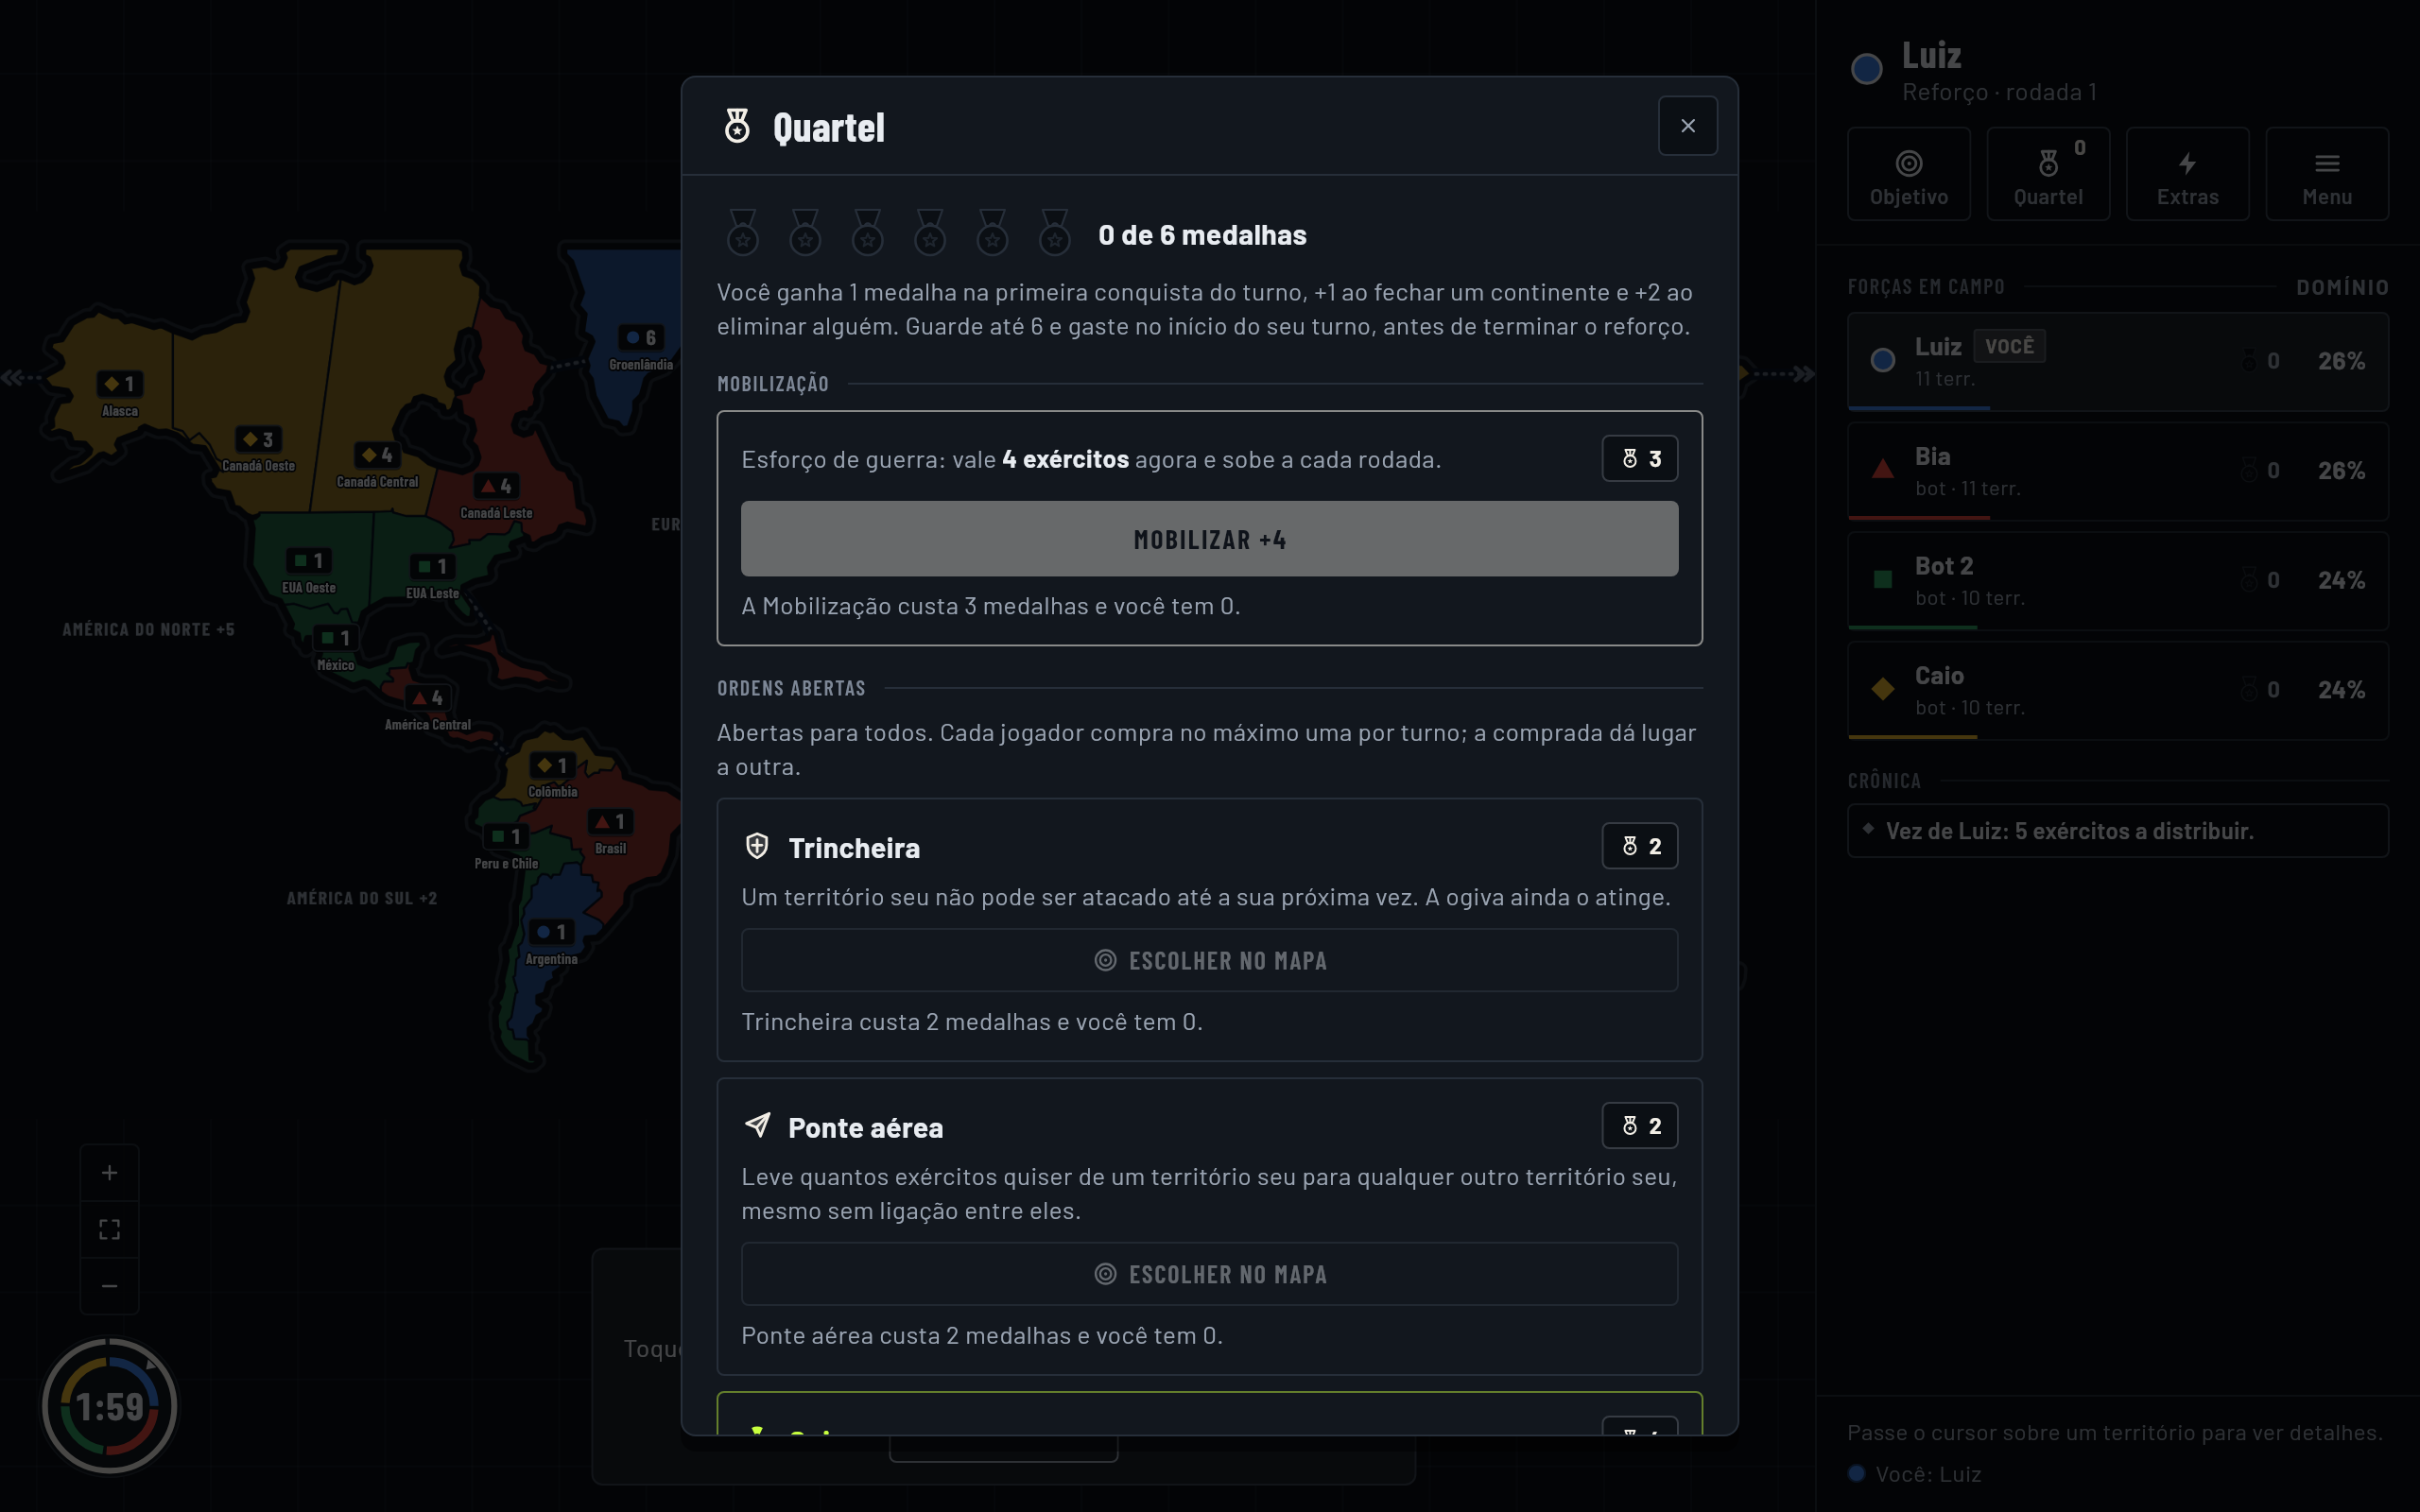 Quartel
0 de 6 medalhas
Você ganha 1 medalha na primeira conquista do turno, +1 ao fechar um continente e +2 ao
eliminar alguém. Guarde até 6 e gaste no início do seu turno, antes de terminar o reforço.
MOBILIZAÇÃO
Esforço de guerra: vale 4 exércitos agora e sobe a cada rodada.
3
MOBILIZAR +4
A Mobilização custa 3 medalhas e você tem 0.
ORDENS ABERTAS
Abertas para todos. Cada jogador compra no máximo uma por turno; a comprada dá lugar
a outra.
Trincheira
2
Um território seu não pode ser atacado até a sua próxima vez. A ogiva ainda o atinge.
ESCOLHER NO MAPA
Trincheira custa 2 medalhas e você tem 0.
Ponte aérea
2
Leve quantos exércitos quiser de um território seu para qualquer outro território seu,
mesmo sem ligação entre eles.
ESCOLHER NO MAPA
Ponte aérea custa 2 medalhas e você tem 0.
6
Groenlândia
1
Alasca
3
Canadá Oeste
4
Canadá Central
4
Canadá Leste
EUR
1
EUA Oeste
1
EUA Leste
AMÉRICA DO NORTE +5
1
México
4
América Central
1
Colômbia
1
Brasil
1
Peru e Chile
AMÉRICA DO SUL +2
1
Argentina
+
−
1:59
Toque
Luiz
Reforço · rodada 1
Objetivo
0
Quartel
Extras
Menu
FORÇAS EM CAMPO
DOMÍNIO
Luiz VOCÊ
11 terr.
0 26%
Bia
bot · 11 terr.
0 26%
Bot 2
bot · 10 terr.
0 24%
Caio
bot · 10 terr.
0 24%
CRÔNICA
Vez de Luiz: 5 exércitos a distribuir.
Passe o cursor sobre um território para ver detalhes.
Você: Luiz